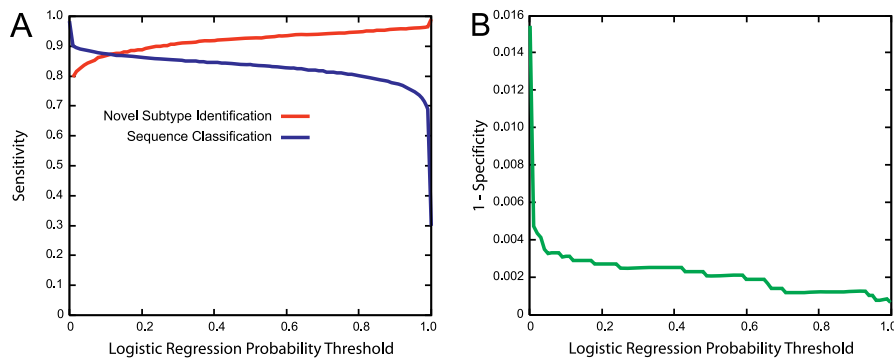 A
1.0
0.9
0.8
0.7
0.6
0.5
0.4
0.3
0.2
0.1
0
Sensitivity
Novel Subtype Identification
Sequence Classification
0 0.2 0.4 0.6 0.8 1.0
Logistic Regression Probability Threshold
B
0.016
0.014
0.012
0.010
0.008
0.006
0.004
0.002
0
1 - Specificity
0 0.2 0.4 0.6 0.8 1.0
Logistic Regression Probability Threshold